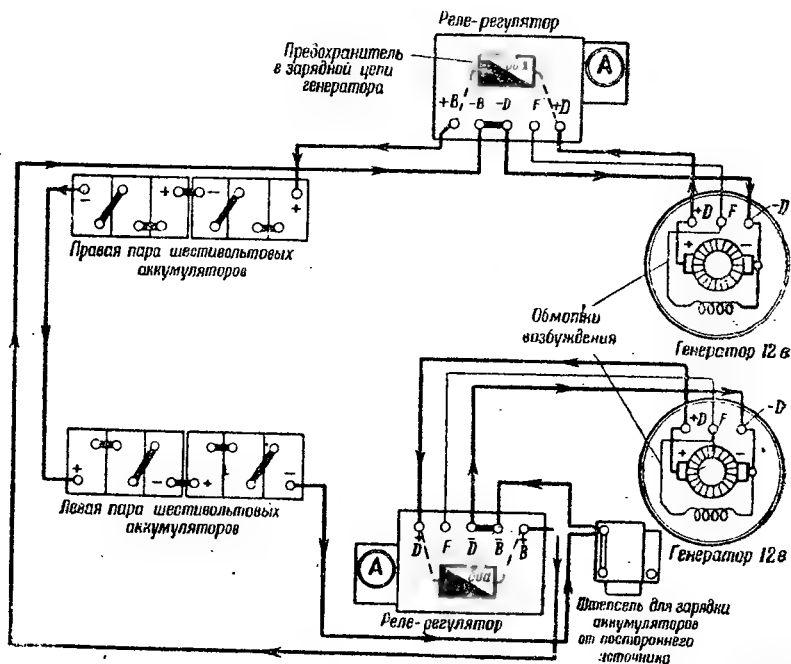 Реле-регулятор
Предохранитель
в зарядной цепи
генератора
A
+B -B -D F +D
- + - +
Правая пара шестивольтовых
аккумуляторов
+D F -D
+ -
Генератор 12 в
Обмотки
возбуждения
+D F -D
+ -
Генератор 12 в
+ - + -
Левая пара шестивольтовых
аккумуляторов
+ - - +
D F D B B
A
Реле-регулятор
Штепсель для зарядки
аккумуляторов
от постороннего
источника